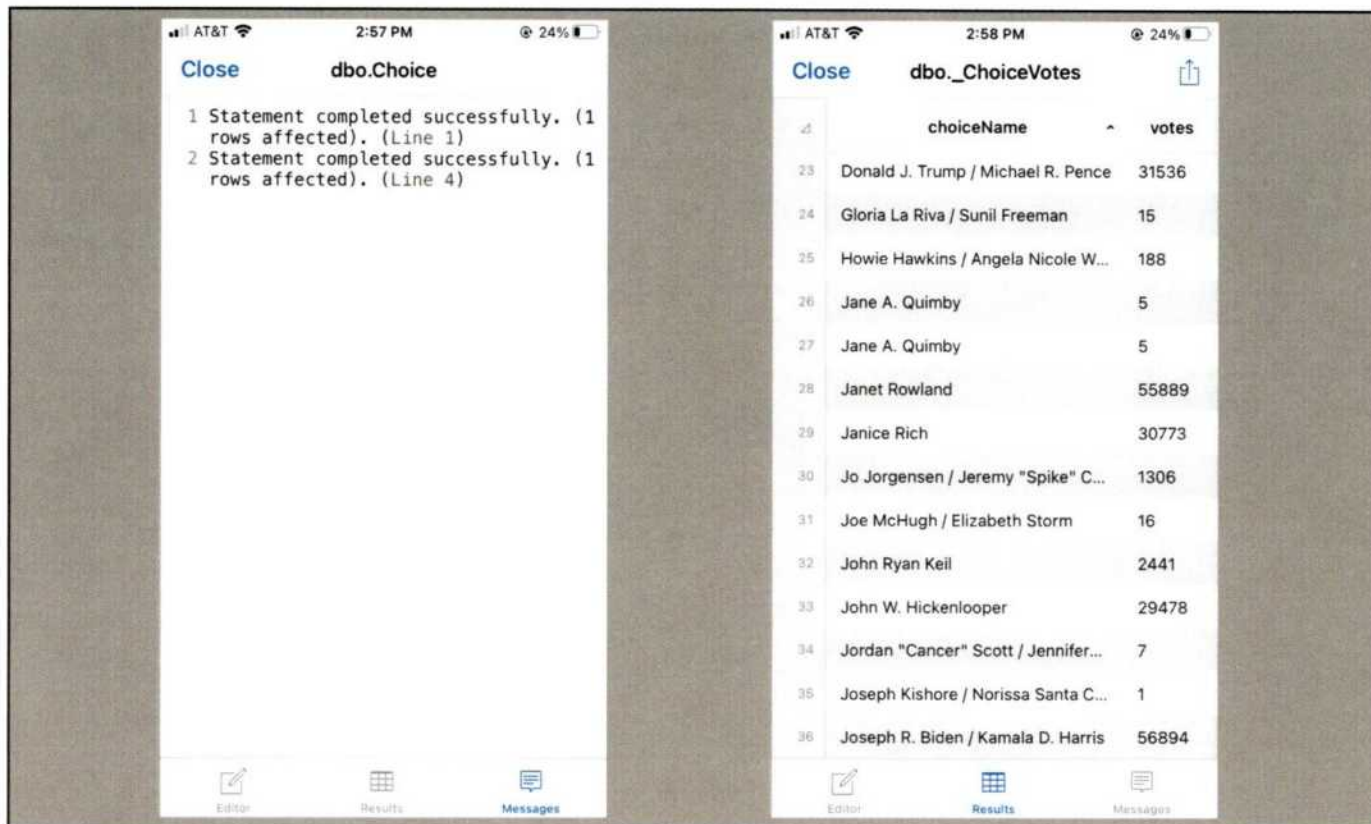 AT&T 2:57 PM 24%
Close dbo.Choice
1 Statement completed successfully. (1
rows affected). (Line 1)
2 Statement completed successfully. (1
rows affected). (Line 4)
Editor Results Messages
AT&T 2:58 PM 24%
Close dbo._ChoiceVotes
choiceName votes
23 Donald J. Trump / Michael R. Pence 31536
24 Gloria La Riva / Sunil Freeman 15
25 Howie Hawkins / Angela Nicole W... 188
26 Jane A. Quimby 5
27 Jane A. Quimby 5
28 Janet Rowland 55889
29 Janice Rich 30773
30 Jo Jorgensen / Jeremy "Spike" C... 1306
31 Joe McHugh / Elizabeth Storm 16
32 John Ryan Keil 2441
33 John W. Hickenlooper 29478
34 Jordan "Cancer" Scott / Jennifer... 7
35 Joseph Kishore / Norissa Santa C... 1
36 Joseph R. Biden / Kamala D. Harris 56894
Editor Results Messages